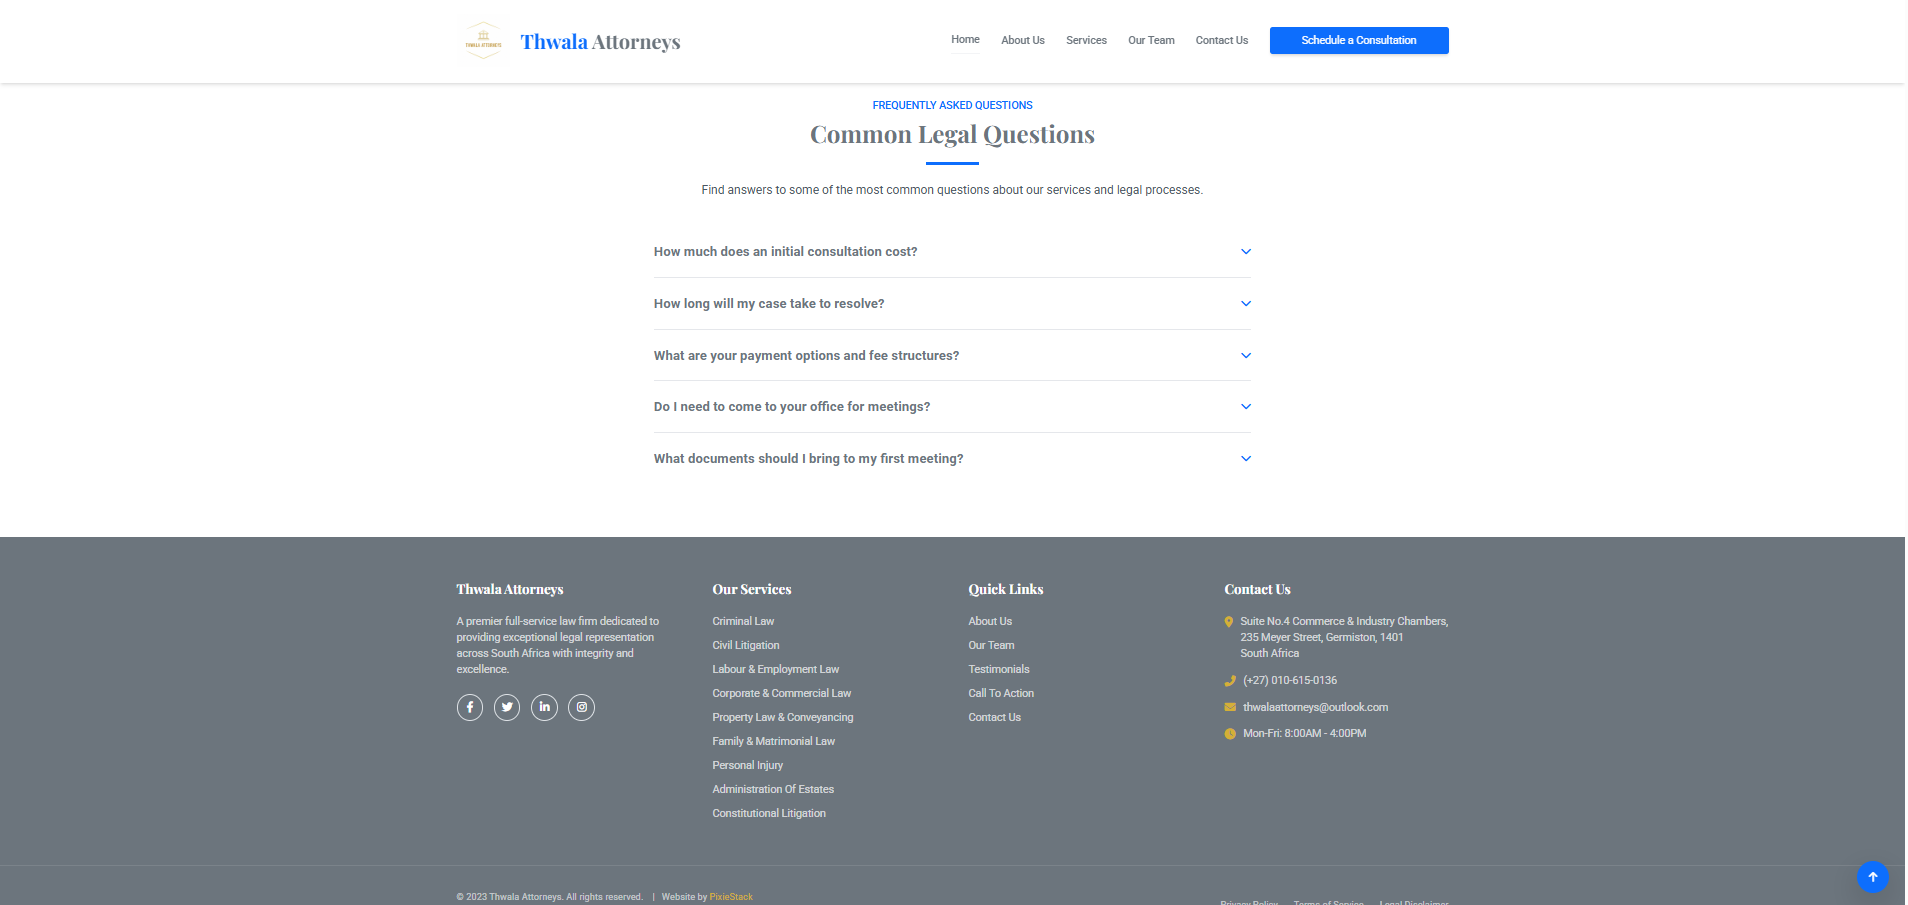 THWALA ATTORNEYS
Thwala Attorneys
Home
About Us
Services
Our Team
Contact Us
Schedule a Consultation
FREQUENTLY ASKED QUESTIONS
Common Legal Questions
Find answers to some of the most common questions about our services and legal processes.
How much does an initial consultation cost?
How long will my case take to resolve?
What are your payment options and fee structures?
Do I need to come to your office for meetings?
What documents should I bring to my first meeting?
Thwala Attorneys
A premier full-service law firm dedicated to
providing exceptional legal representation
across South Africa with integrity and
excellence.
Our Services
Criminal Law
Civil Litigation
Labour & Employment Law
Corporate & Commercial Law
Property Law & Conveyancing
Family & Matrimonial Law
Personal Injury
Administration Of Estates
Constitutional Litigation
Quick Links
About Us
Our Team
Testimonials
Call To Action
Contact Us
Contact Us
Suite No.4 Commerce & Industry Chambers,
235 Meyer Street, Germiston, 1401
South Africa
(+27) 010-615-0136
thwalaattorneys@outlook.com
Mon-Fri: 8:00AM - 4:00PM
© 2023 Thwala Attorneys. All rights reserved. | Website by PixieStack
Privacy Policy
Terms of Service
Legal Disclaimer